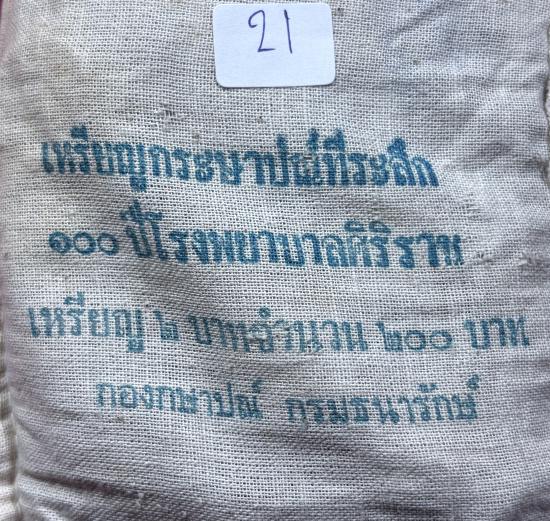 21
เหรียญกระษาปณ์ที่ระลึก
๑๐๐ ปีโรงพยาบาลศิริราช
เหรียญ ๒ บาทจำนวน ๒๐๐ บาท
กองกษาปณ์ กรมธนารักษ์